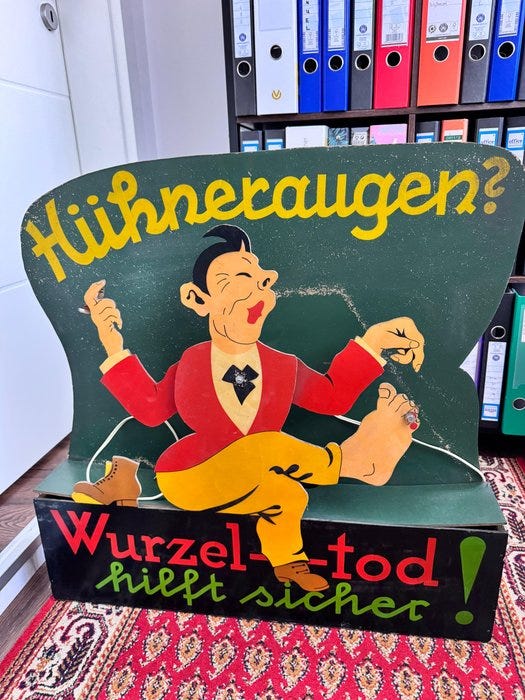 Hühneraugen?
Wurzel--tod
hilft sicher!